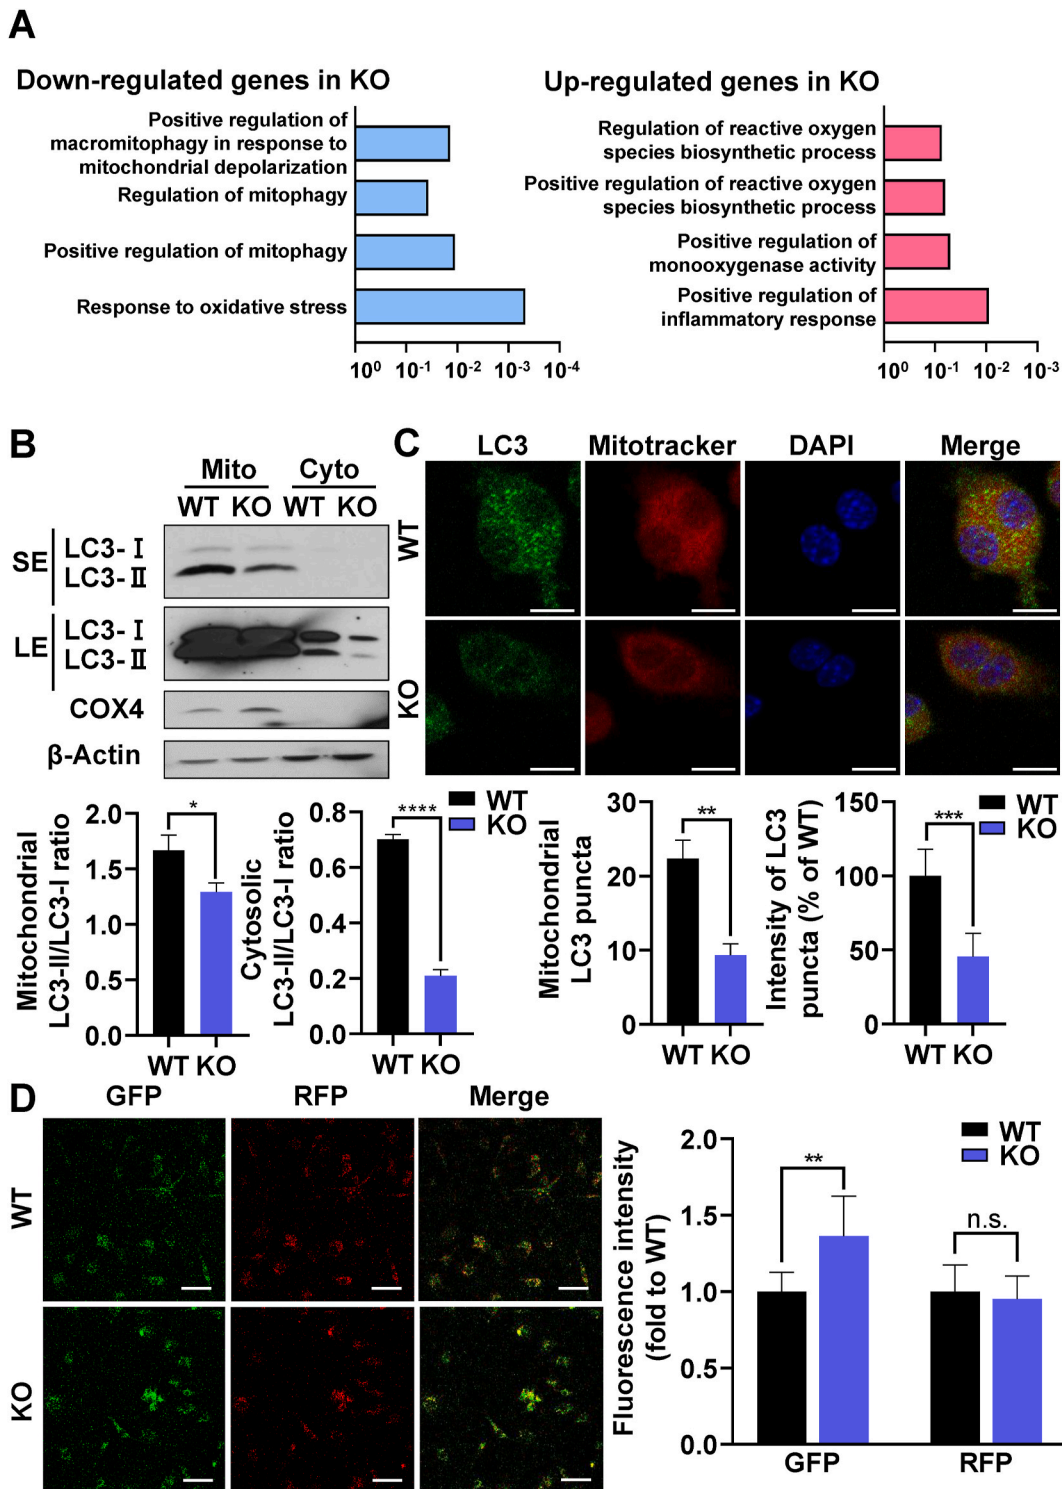 A
Down-regulated genes in KO
Positive regulation of
macromitophagy in response to
mitochondrial depolarization
Regulation of mitophagy
Positive regulation of mitophagy
Response to oxidative stress
10⁰ 10⁻¹ 10⁻² 10⁻³ 10⁻⁴
Up-regulated genes in KO
Regulation of reactive oxygen
species biosynthetic process
Positive regulation of reactive oxygen
species biosynthetic process
Positive regulation of
monooxygenase activity
Positive regulation of
inflammatory response
10⁰ 10⁻¹ 10⁻² 10⁻³
B
Mito Cyto
WT KO WT KO
SE
LC3-Ⅰ
LC3-Ⅱ
LE
LC3-Ⅰ
LC3-Ⅱ
COX4
β-Actin
Mitochondrial
LC3-II/LC3-I ratio
2.0
1.5
1.0
0.5
0.0
*
WT KO
Cytosolic
LC3-II/LC3-I ratio
0.8
0.6
0.4
0.2
0.0
****
WT KO
WT
KO
C
LC3 Mitotracker DAPI Merge
WT
KO
Mitochondrial
LC3 puncta
30
20
10
0
**
WT KO
Intensity of LC3
puncta (% of WT)
150
100
50
0
***
WT KO
WT
KO
D
GFP RFP Merge
WT
KO
Fluorescence intensity
(fold to WT)
2.0
1.5
1.0
0.5
0.0
**
n.s.
GFP RFP
WT
KO